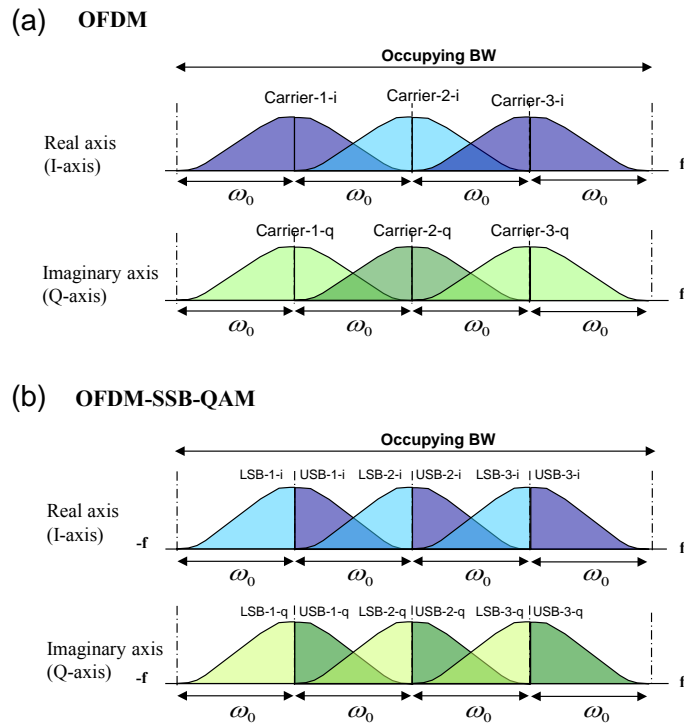 (a) OFDM
Occupying BW
Carrier-1-i Carrier-2-i Carrier-3-i
Real axis
(I-axis)
f
ω0 ω0 ω0 ω0
Carrier-1-q Carrier-2-q Carrier-3-q
Imaginary axis
(Q-axis)
f
ω0 ω0 ω0 ω0
(b) OFDM-SSB-QAM
Occupying BW
LSB-1-i USB-1-i LSB-2-i USB-2-i LSB-3-i USB-3-i
Real axis
(I-axis)
-f f
ω0 ω0 ω0 ω0
LSB-1-q USB-1-q LSB-2-q USB-2-q LSB-3-q USB-3-q
Imaginary axis
(Q-axis)
-f f
ω0 ω0 ω0 ω0